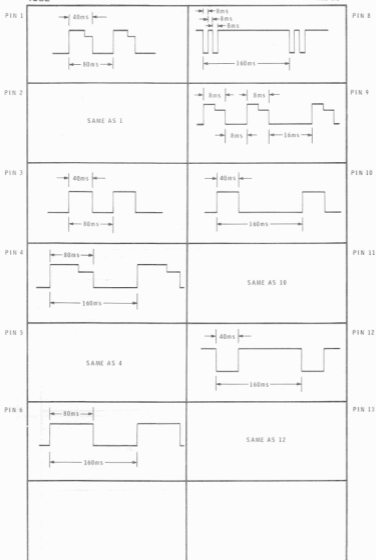 PIN 1
40ms
80ms
PIN 8
8ms
8ms
8ms
160ms
PIN 2
SAME AS 1
PIN 9
8ms
8ms
8ms
16ms
PIN 3
40ms
80ms
PIN 10
40ms
160ms
PIN 4
80ms
160ms
PIN 11
SAME AS 10
PIN 5
SAME AS 4
PIN 12
40ms
160ms
PIN 6
80ms
160ms
PIN 13
SAME AS 12